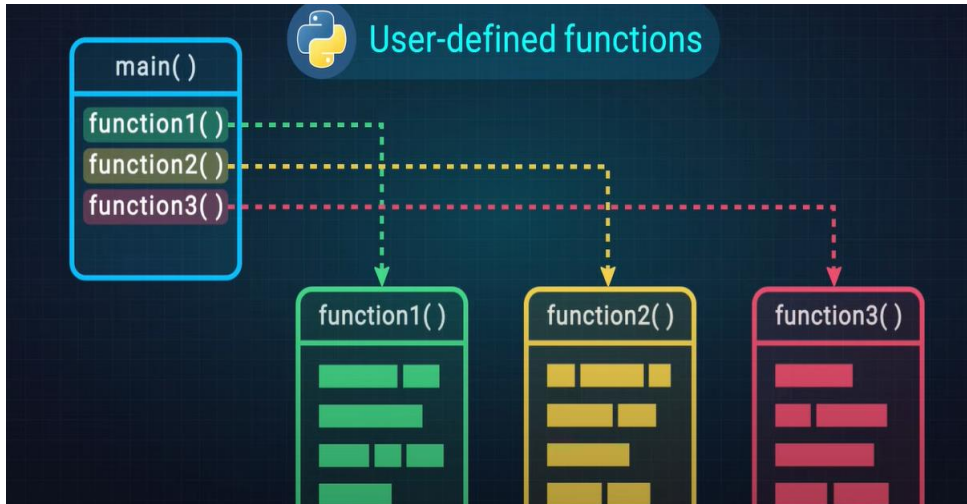 User-defined functions
main( )
function1( )
function2( )
function3( )
function1( )
function2( )
function3( )